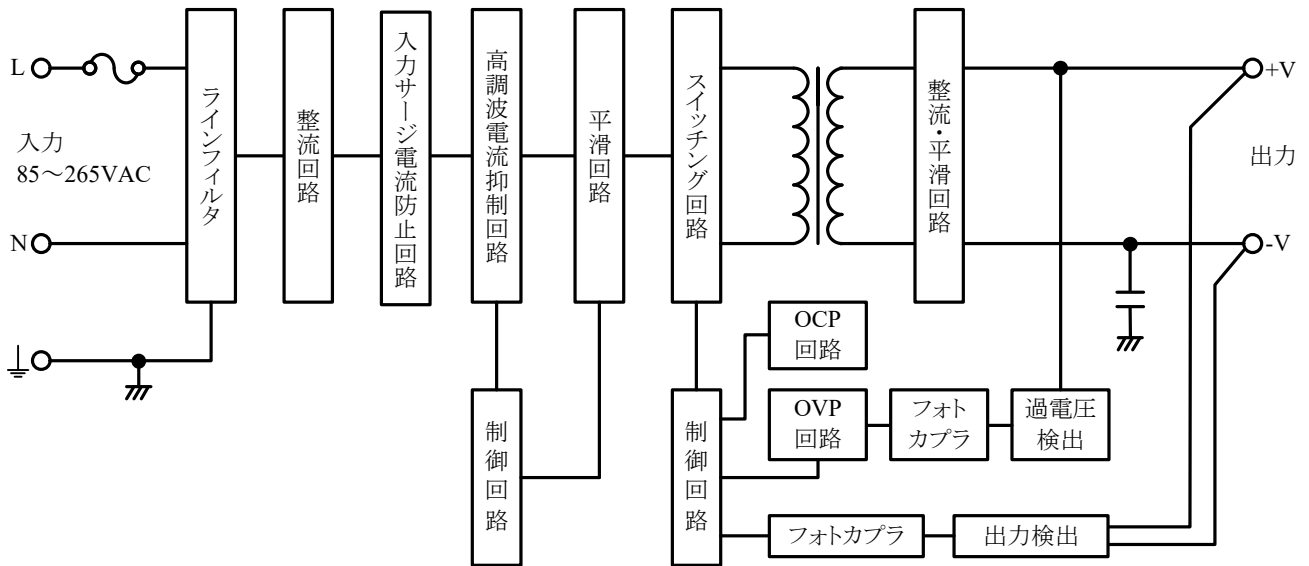 L
入力
85～265VAC
N
ラインフィルタ
整流回路
入力サージ電流防止回路
高調波電流抑制回路
平滑回路
スイッチング回路
整流・平滑回路
+V
出力
-V
制御回路
制御回路
OCP
回路
OVP
回路
フォト
カプラ
過電圧
検出
フォトカプラ
出力検出